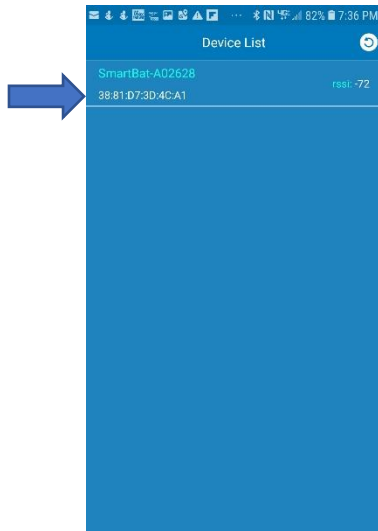 82% 7:36 PM
Device List
SmartBat-A02628
rssi: -72
38:81:D7:3D:4C:A1